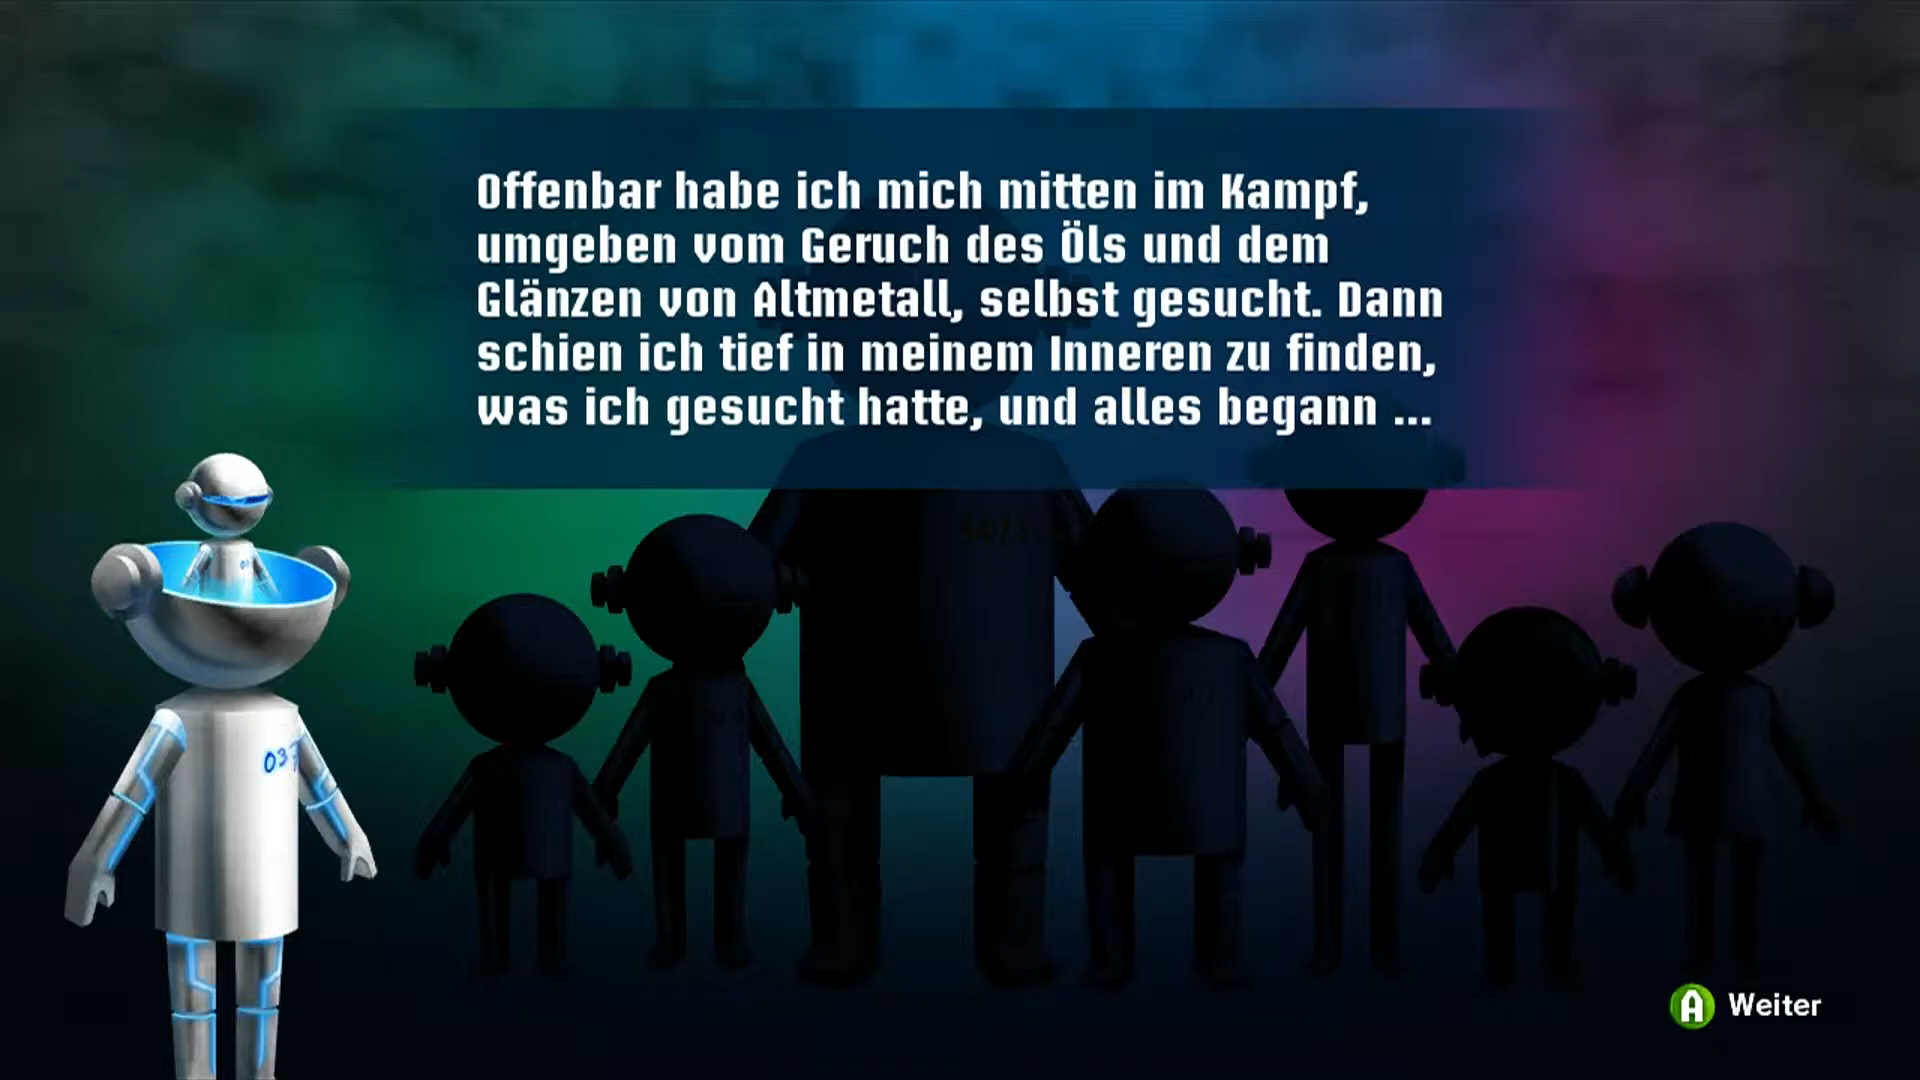 Offenbar habe ich mich mitten im Kampf,
umgeben vom Geruch des Öls und dem
Glänzen von Altmetall, selbst gesucht. Dann
schien ich tief in meinem Inneren zu finden,
was ich gesucht hatte, und alles begann ...
037
A Weiter